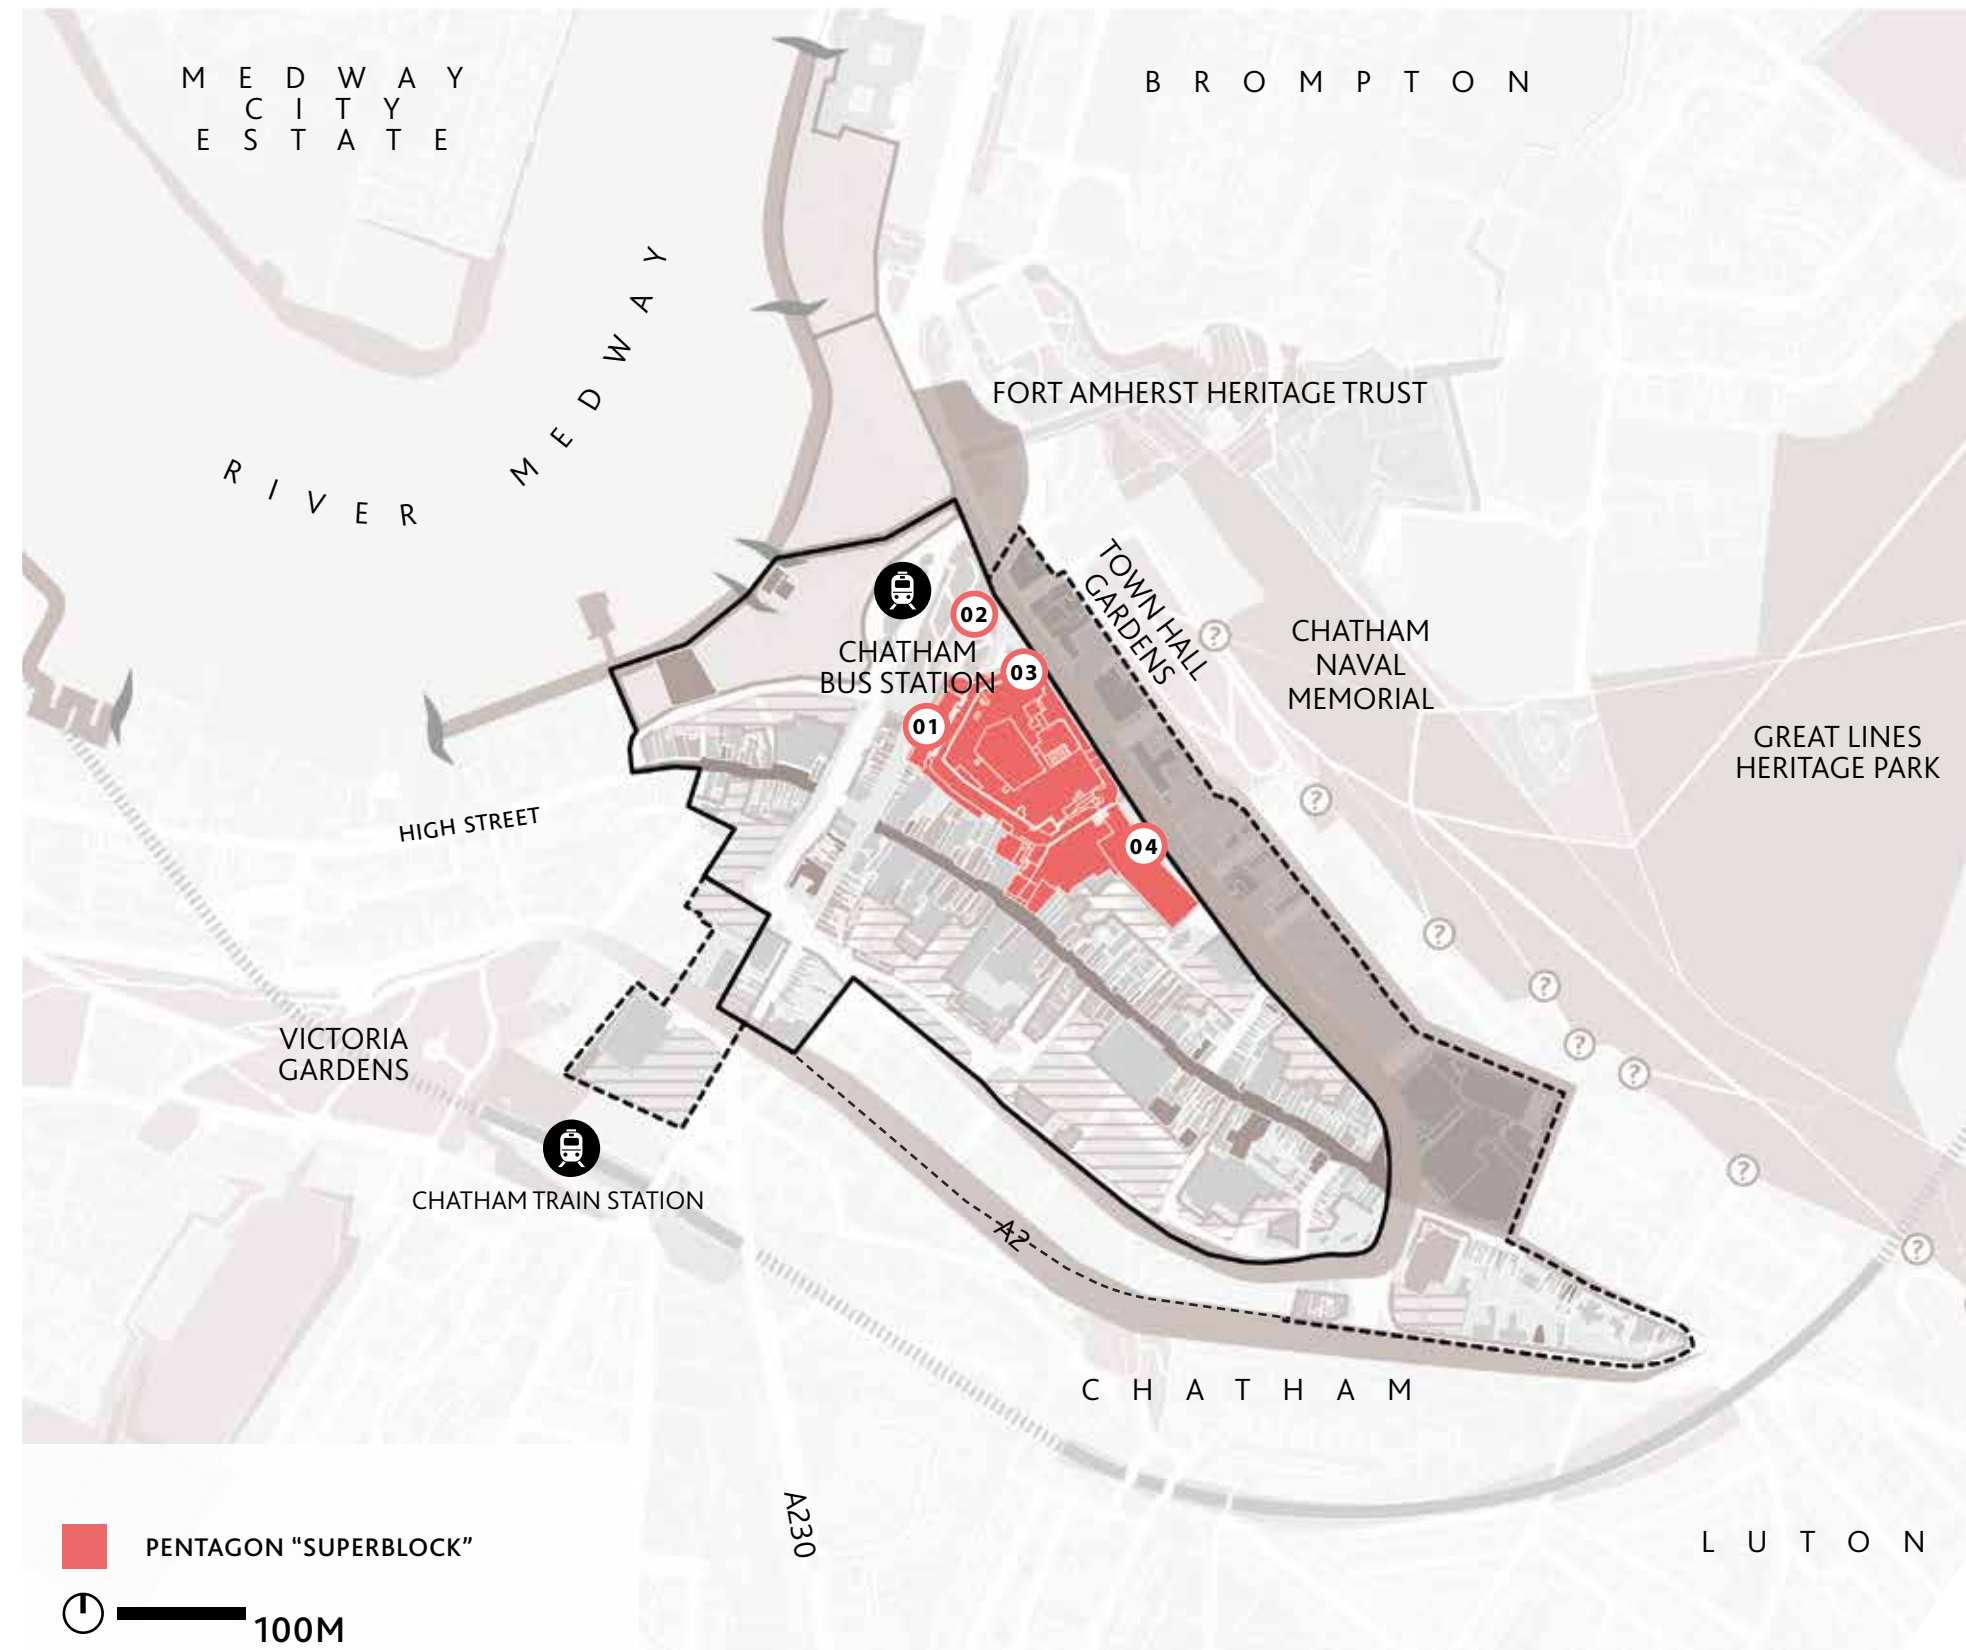 MEDWAY
CITY
ESTATE
BROMPTON
RIVER MEDWAY
FORT AMHERST HERITAGE TRUST
TOWN HALL
GARDENS
?
CHATHAM
NAVAL
MEMORIAL
02
CHATHAM
BUS STATION
03
01
GREAT LINES
HERITAGE PARK
?
HIGH STREET
04
?
?
VICTORIA
GARDENS
?
?
CHATHAM TRAIN STATION
?
A2
?
CHATHAM
A230
LUTON
PENTAGON “SUPERBLOCK”
100M